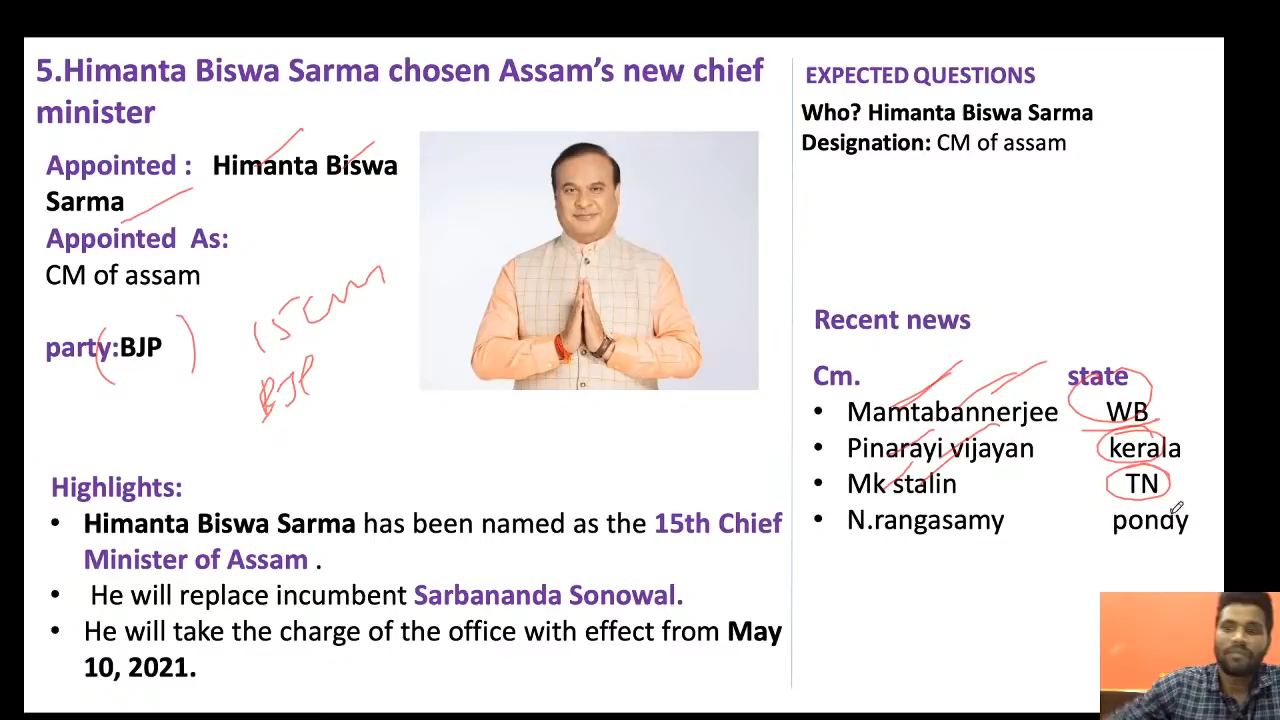 5.Himanta Biswa Sarma chosen Assam's new chief
minister
Appointed : Himanta Biswa
Sarma
Appointed As:
CM of assam
party:BJP
15 cm
BJP
Highlights:
• Himanta Biswa Sarma has been named as the 15th Chief
Minister of Assam .
• He will replace incumbent Sarbananda Sonowal.
• He will take the charge of the office with effect from May
10, 2021.
EXPECTED QUESTIONS
Who? Himanta Biswa Sarma
Designation: CM of assam
Recent news
Cm. state
• Mamtabannerjee WB
• Pinarayi vijayan kerala
• Mk stalin TN
• N.rangasamy pondy